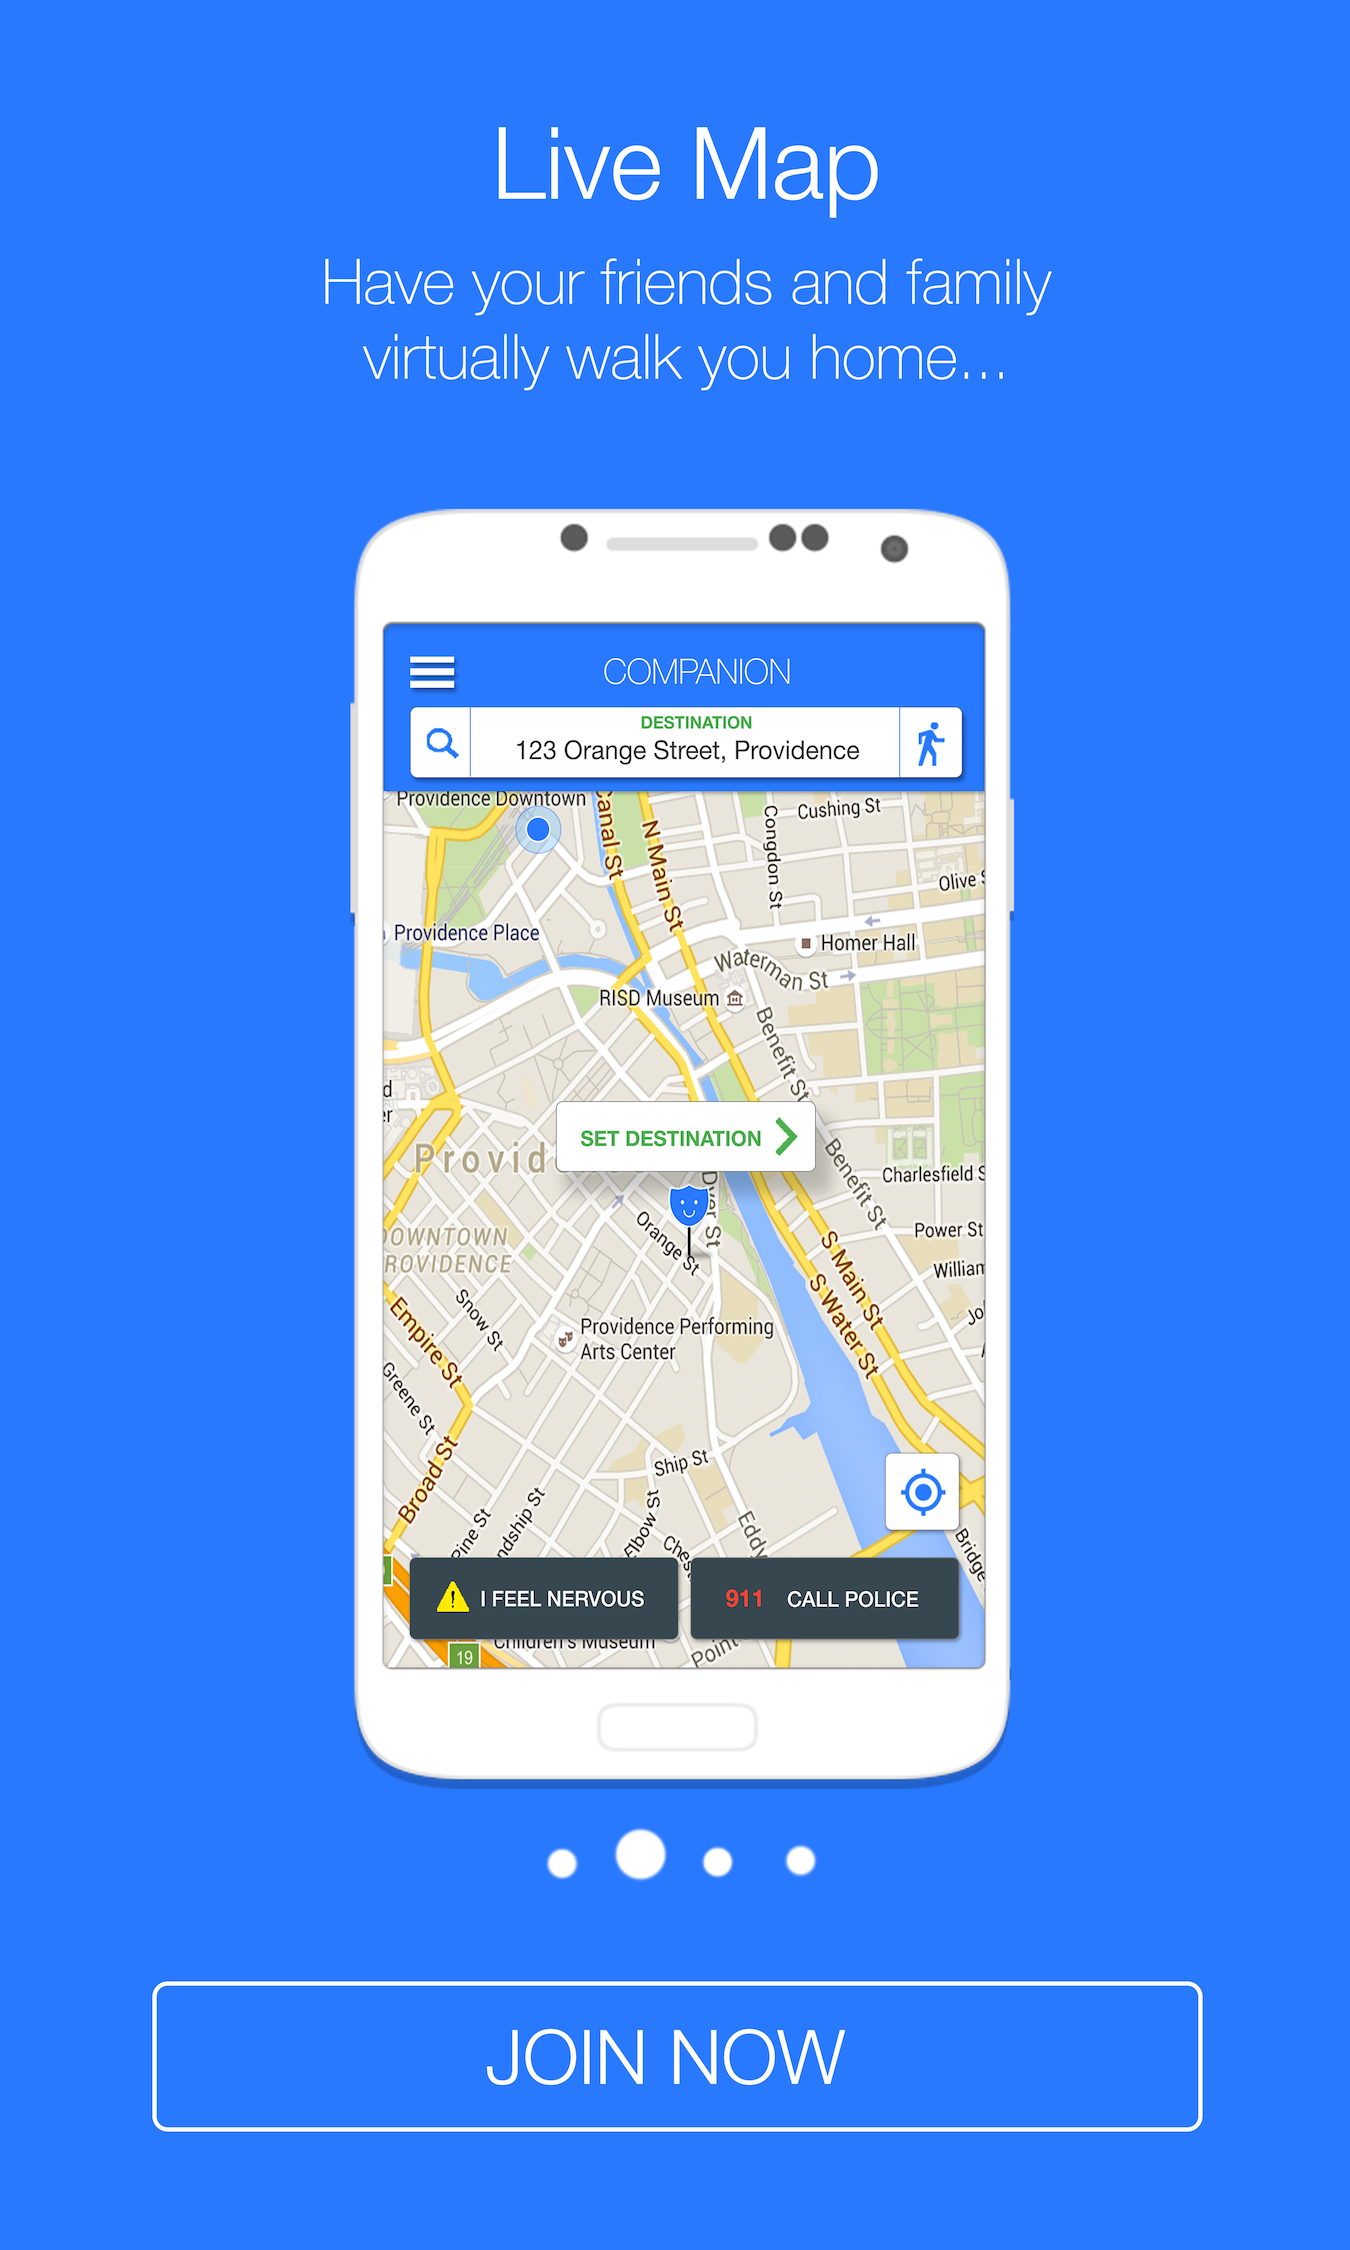 Live Map
Have your friends and family
virtually walk you home...
COMPANION
DESTINATION
123 Orange Street, Providence
Providence Downtown
Canal St
N Main St
Congdon St
Cushing St
Olive
Providence Place
Homer Hall
Waterman St
RISD Museum
Benefit St
SET DESTINATION
Provid
Benefit St
Charlesfield S
Dyer St
Orange St
Power St
DOWNTOWN
ROVIDENCE
S Main St
William
S Water St
Snow St
Empire St
Providence Performing
Arts Center
Greene St
Broad St
Ship St
Pine St
ndship St
Elbow St
Eddy
Bridge
I FEEL NERVOUS
911 CALL POLICE
Children's Museum
Point
19
JOIN NOW